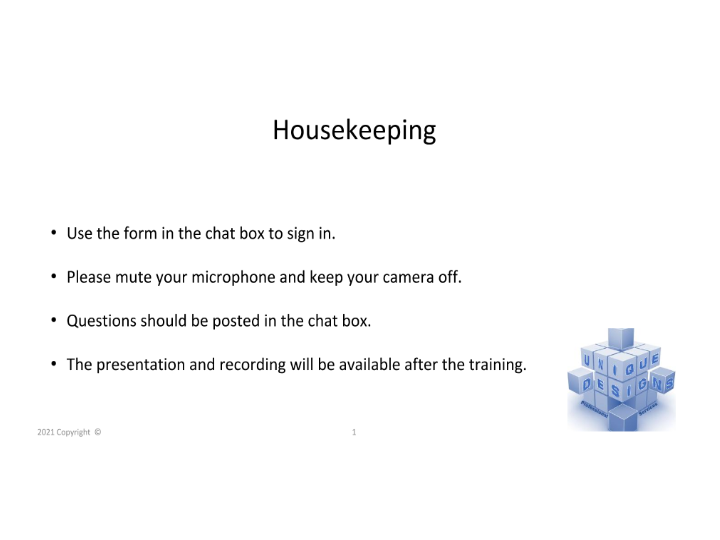 Housekeeping
• Use the form in the chat box to sign in.
• Please mute your microphone and keep your camera off.
• Questions should be posted in the chat box.
• The presentation and recording will be available after the training.
UNIQUE
DESIGNS
2021 Copyright ©
1